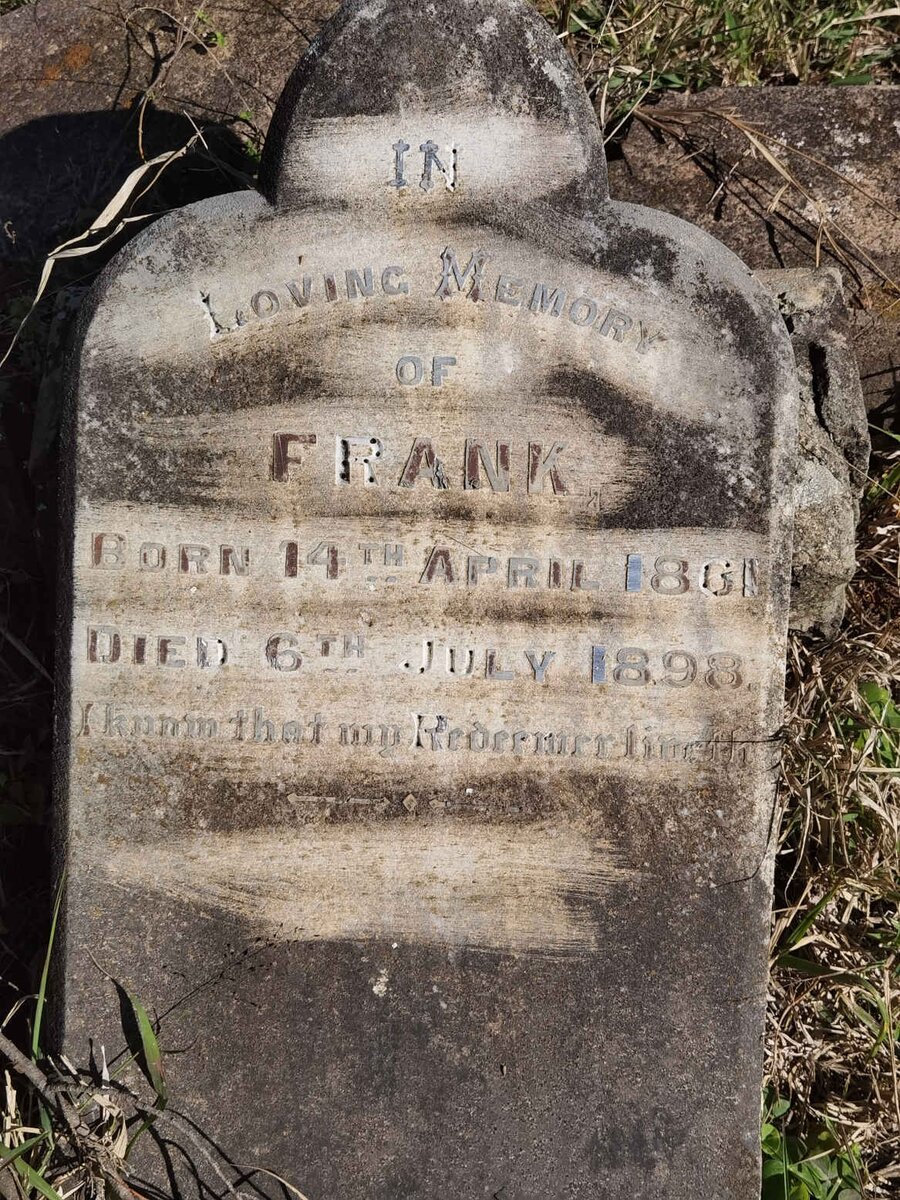 IN
LOVING MEMORY
OF
FRANK
BORN 14TH APRIL 1861
DIED 6TH JULY 1898.
I know that my Redeemer liveth